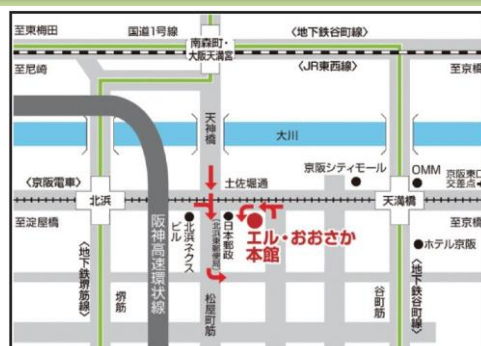 至東梅田
国道1号線
南森町・
大阪天満宮
〈地下鉄谷町線〉
至尼崎
〈JR東西線〉
至京橋
天神橋
大川
〈京阪電車〉
北浜
土佐堀通
京阪シティモール
OMM
京阪東口
交差点
天満橋
至淀屋橋
阪神高速環状線
北浜ネクス
ビル
日本郵政
(北浜東郵便局)
エル・おおさか
本館
至京橋
ホテル京阪
〈地下鉄堺筋線〉
堺筋
松屋町筋
谷町筋
〈地下鉄谷町線〉